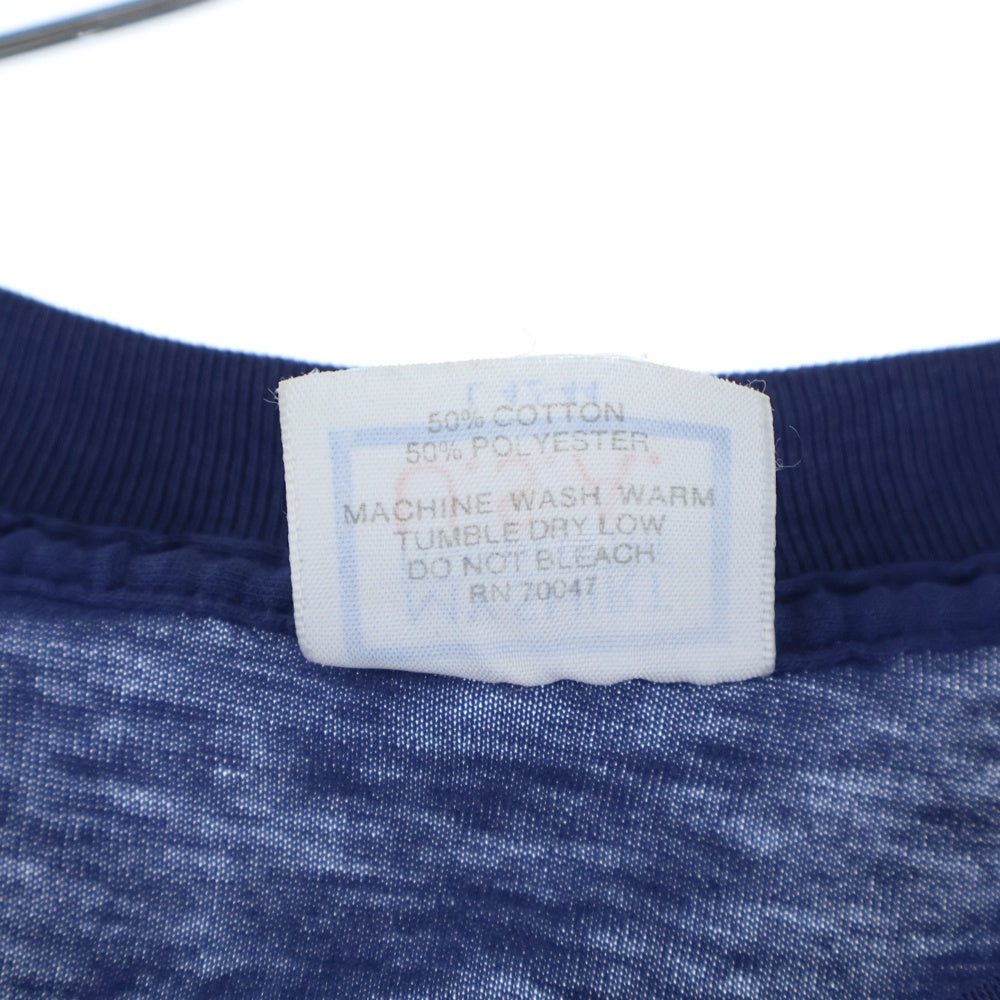 50% COTTON
50% POLYESTER
MACHINE WASH WARM
TUMBLE DRY LOW
DO NOT BLEACH
RN 70047